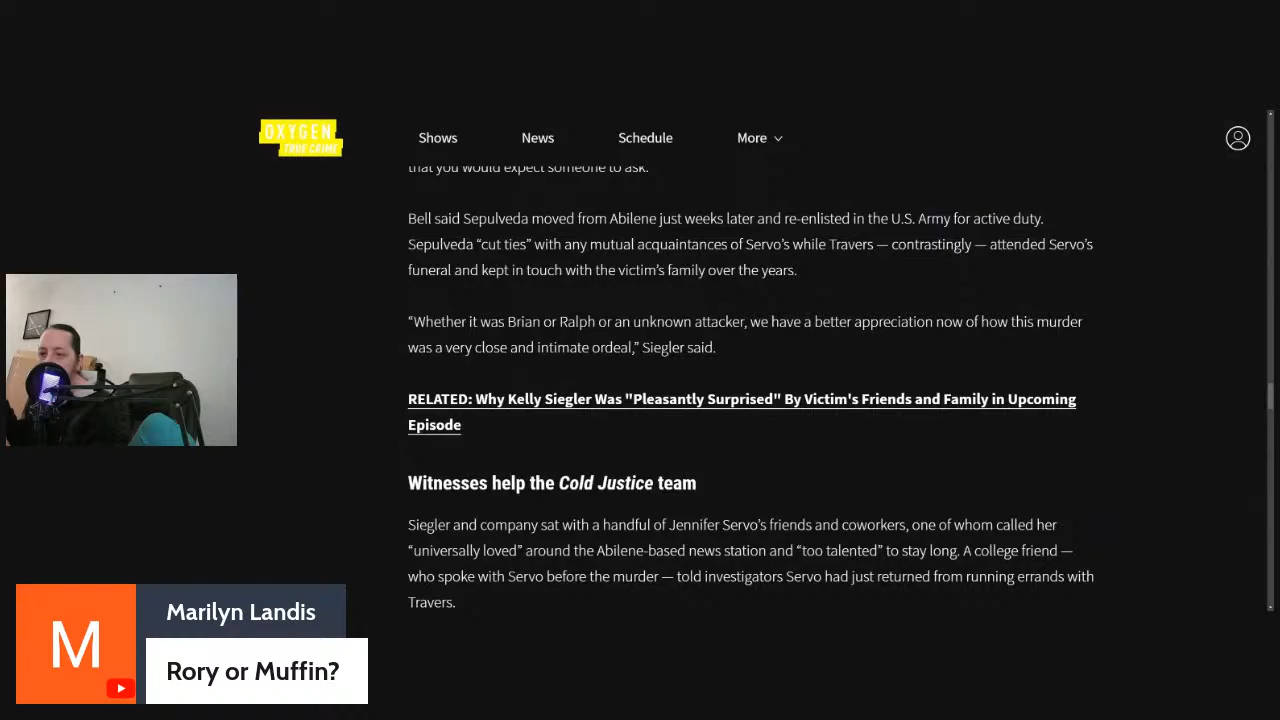 OXYGEN
TRUE CRIME
Shows
News
Schedule
More
that you would expect someone to ask.
Bell said Sepulveda moved from Abilene just weeks later and re-enlisted in the U.S. Army for active duty.
Sepulveda “cut ties” with any mutual acquaintances of Servo’s while Travers — contrastingly — attended Servo’s
funeral and kept in touch with the victim’s family over the years.
“Whether it was Brian or Ralph or an unknown attacker, we have a better appreciation now of how this murder
was a very close and intimate ordeal,” Siegler said.
RELATED: Why Kelly Siegler Was "Pleasantly Surprised" By Victim's Friends and Family in Upcoming
Episode
Witnesses help the Cold Justice team
Siegler and company sat with a handful of Jennifer Servo’s friends and coworkers, one of whom called her
“universally loved” around the Abilene-based news station and “too talented” to stay long. A college friend —
who spoke with Servo before the murder — told investigators Servo had just returned from running errands with
Travers.
M
Marilyn Landis
Rory or Muffin?